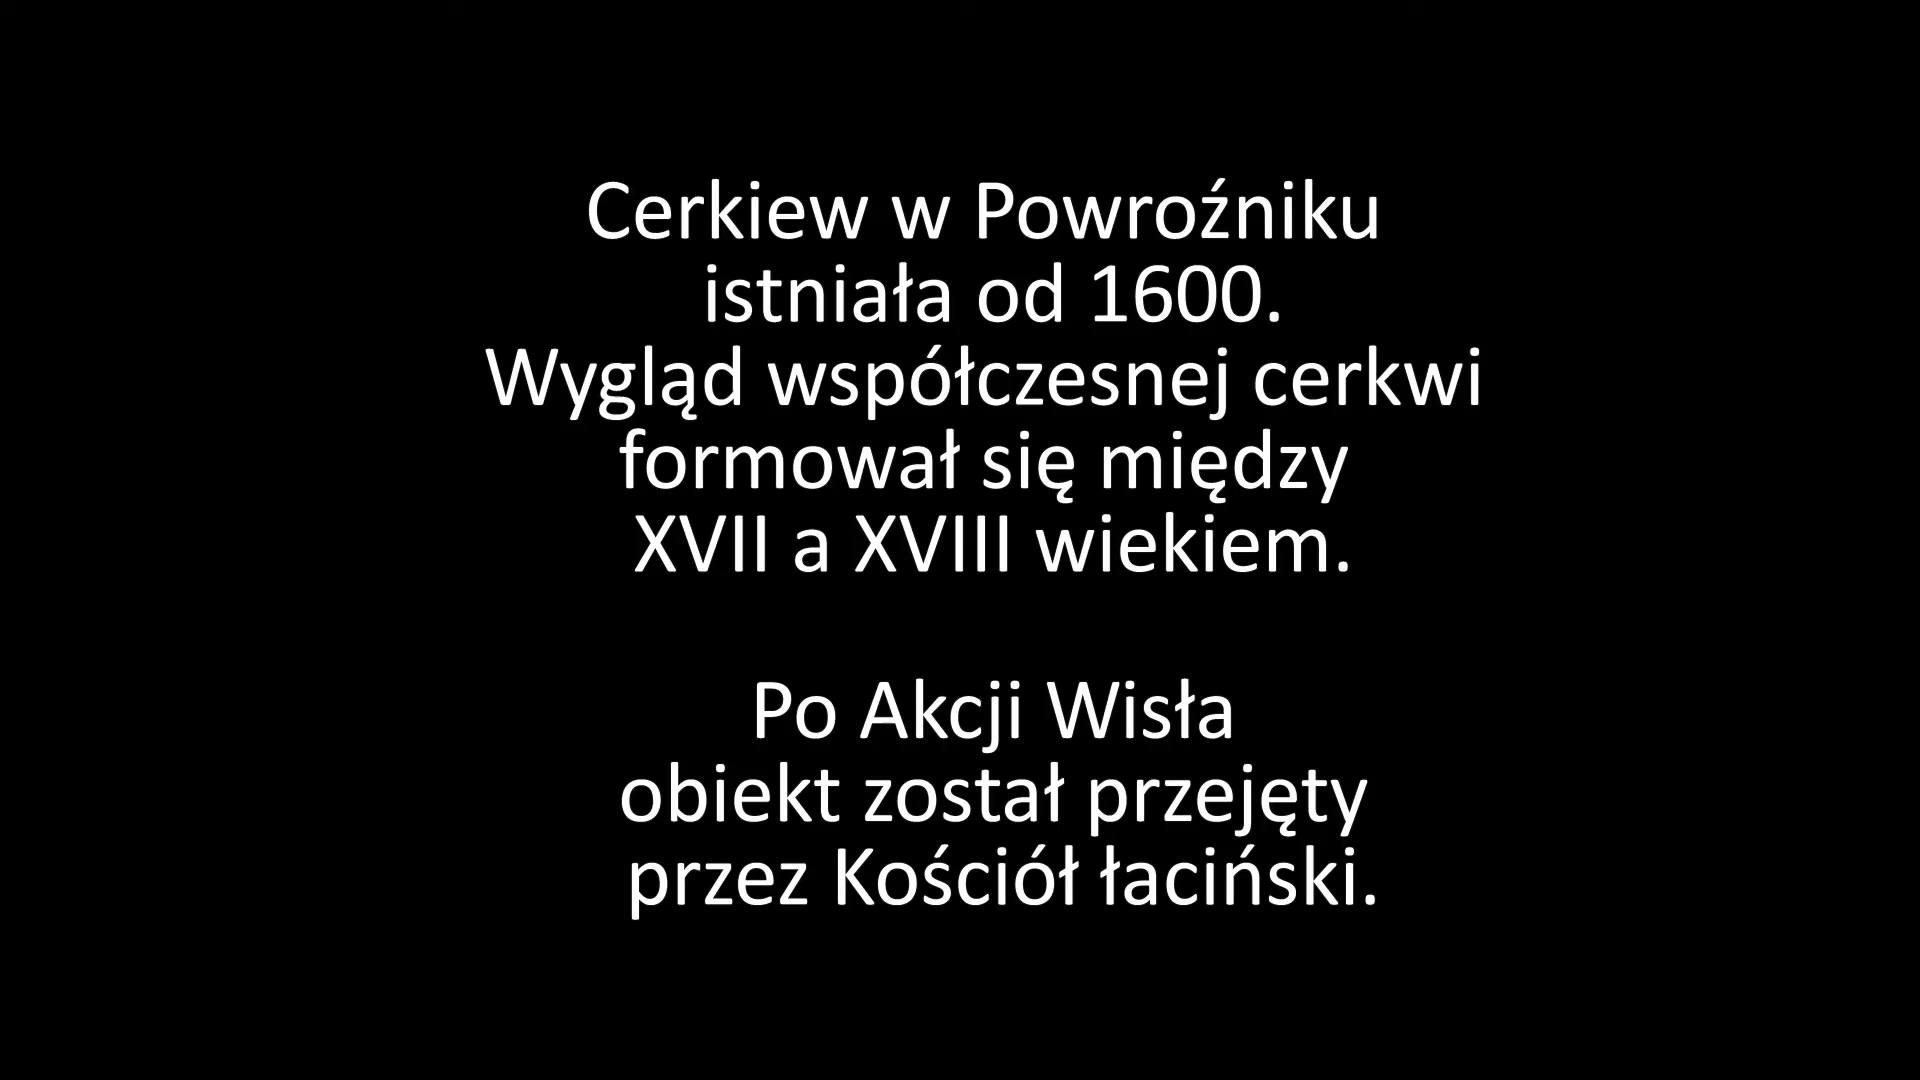 Cerkiew w Powroźniku
istniała od 1600.
Wygląd współczesnej cerkwi
formował się między
XVII a XVIII wiekiem.
Po Akcji Wisła
obiekt został przejęty
przez Kościół łaciński.